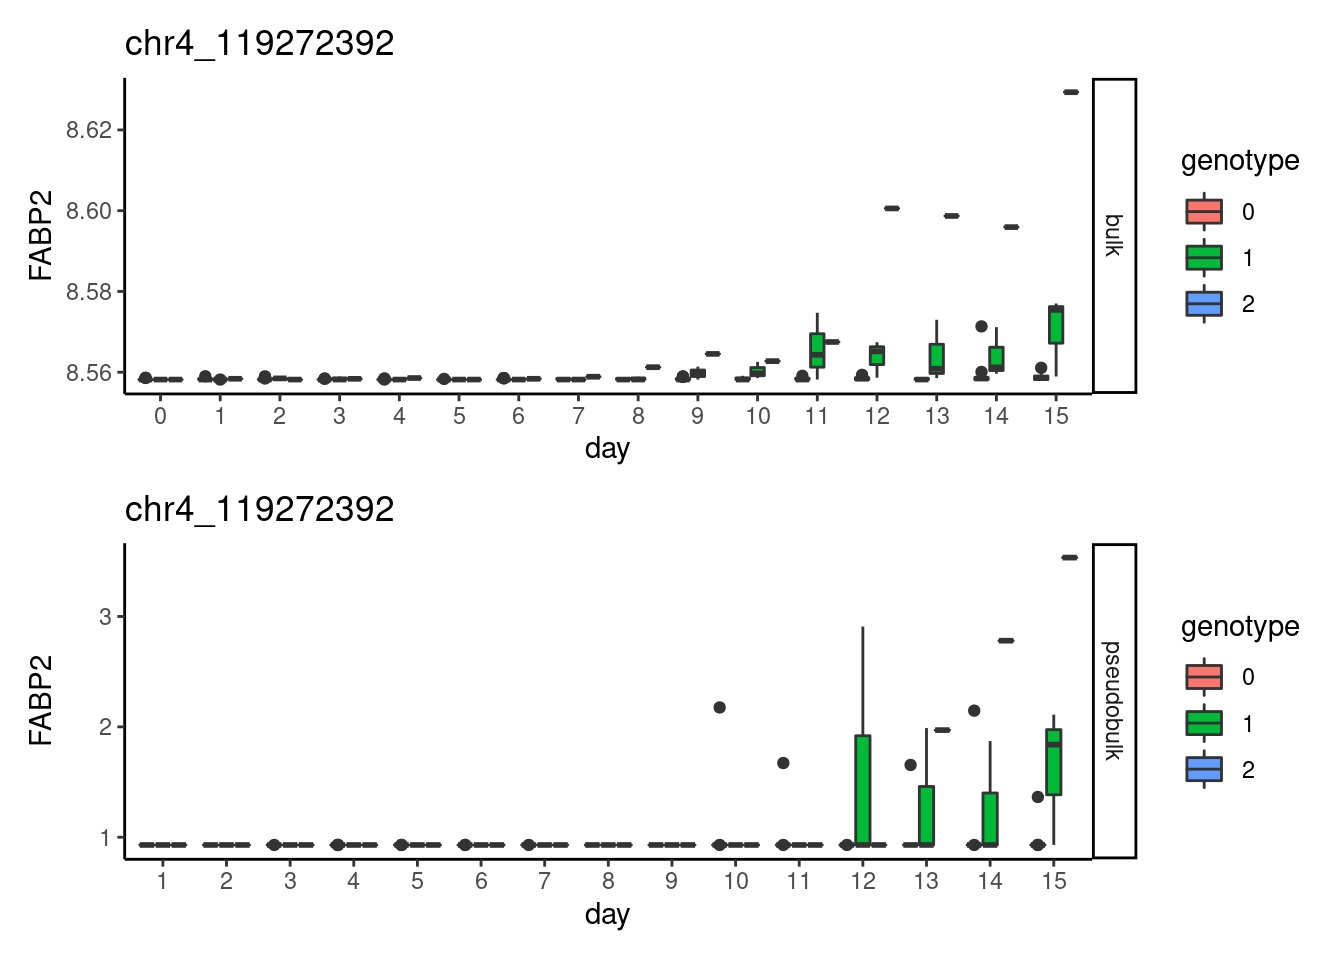 chr4_119272392
8.62
8.60
8.58
8.56
FABP2
0 1 2 3 4 5 6 7 8 9 10 11 12 13 14 15
day
bulk
genotype
0
1
2
chr4_119272392
3
2
1
FABP2
1 2 3 4 5 6 7 8 9 10 11 12 13 14 15
day
pseudobulk
genotype
0
1
2